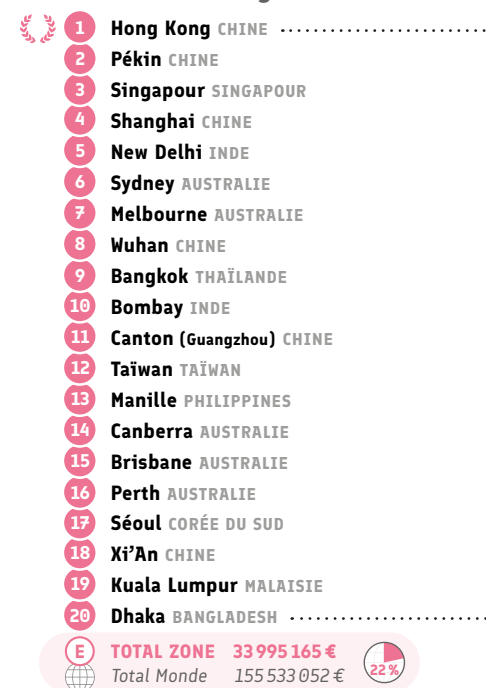 1 Hong Kong CHINE
2 Pékin CHINE
3 Singapour SINGAPOUR
4 Shanghai CHINE
5 New Delhi INDE
6 Sydney AUSTRALIE
7 Melbourne AUSTRALIE
8 Wuhan CHINE
9 Bangkok THAÏLANDE
10 Bombay INDE
11 Canton (Guangzhou) CHINE
12 Taïwan TAÏWAN
13 Manille PHILIPPINES
14 Canberra AUSTRALIE
15 Brisbane AUSTRALIE
16 Perth AUSTRALIE
17 Séoul CORÉE DU SUD
18 Xi’An CHINE
19 Kuala Lumpur MALAISIE
20 Dhaka BANGLADESH
E TOTAL ZONE 33 995 165 €
Total Monde 155 533 052 €
22 %